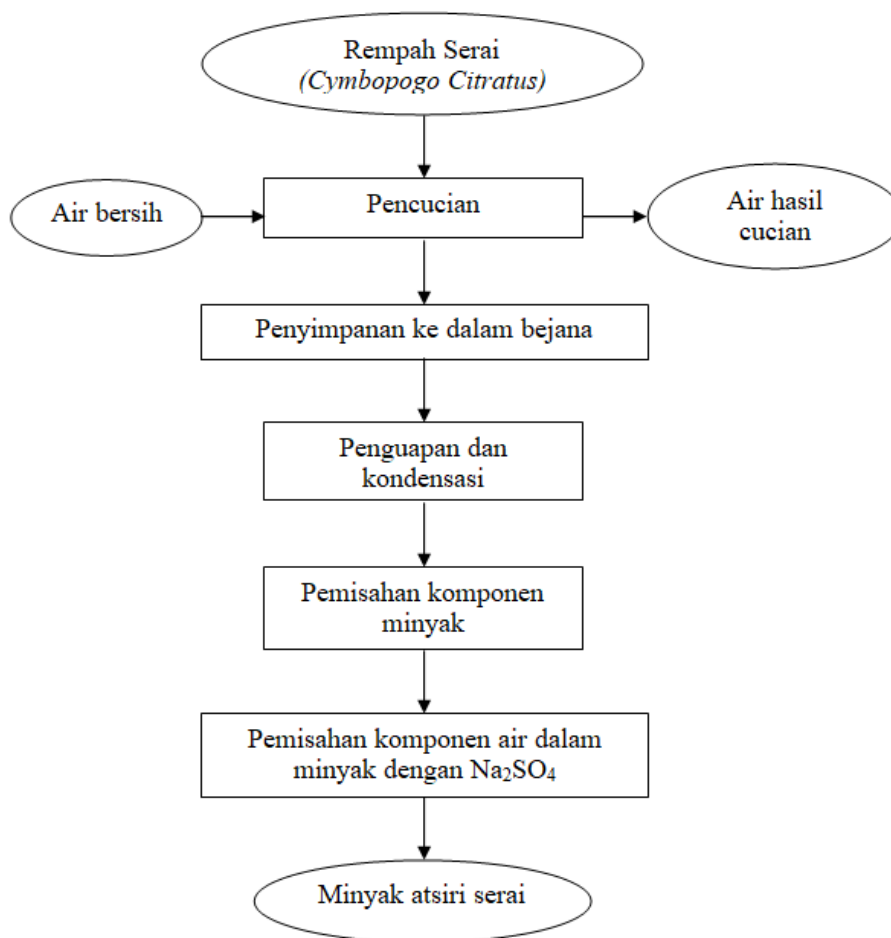 Rempah Serai
(Cymbopogo Citratus)
Air bersih
Pencucian
Air hasil
cucian
Penyimpanan ke dalam bejana
Penguapan dan
kondensasi
Pemisahan komponen
minyak
Pemisahan komponen air dalam
minyak dengan Na₂SO₄
Minyak atsiri serai